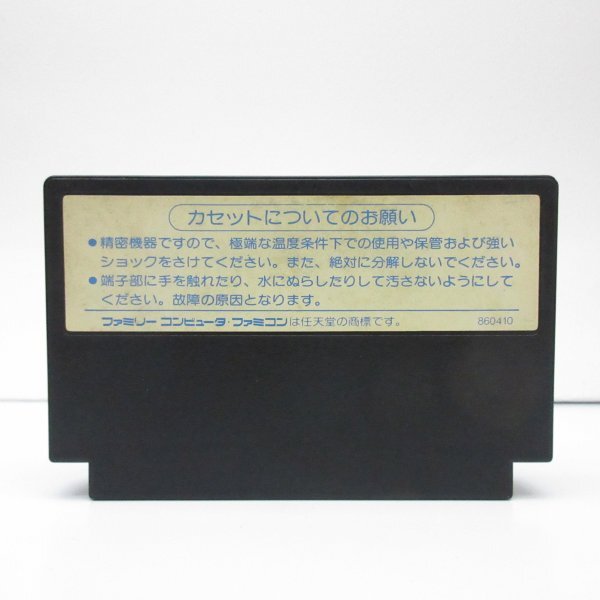 カセットについてのお願い
●精密機器ですので、極端な温度条件下での使用や保管および強い
ショックをさけてください。また、絶対に分解しないでください。
●端子部に手を触れたり、水にぬらしたりして汚さないようにして
ください。故障の原因となります。
ファミリー コンピュータ・ファミコンは任天堂の商標です。 860410